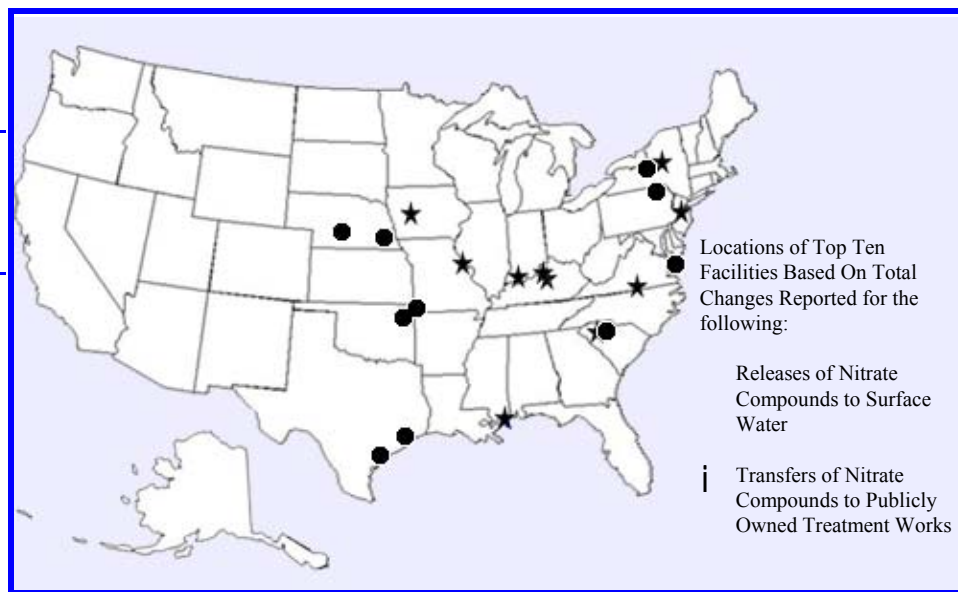 Locations of Top Ten
Facilities Based On Total
Changes Reported for the
following:
Releases of Nitrate
Compounds to Surface
Water
i Transfers of Nitrate
Compounds to Publicly
Owned Treatment Works